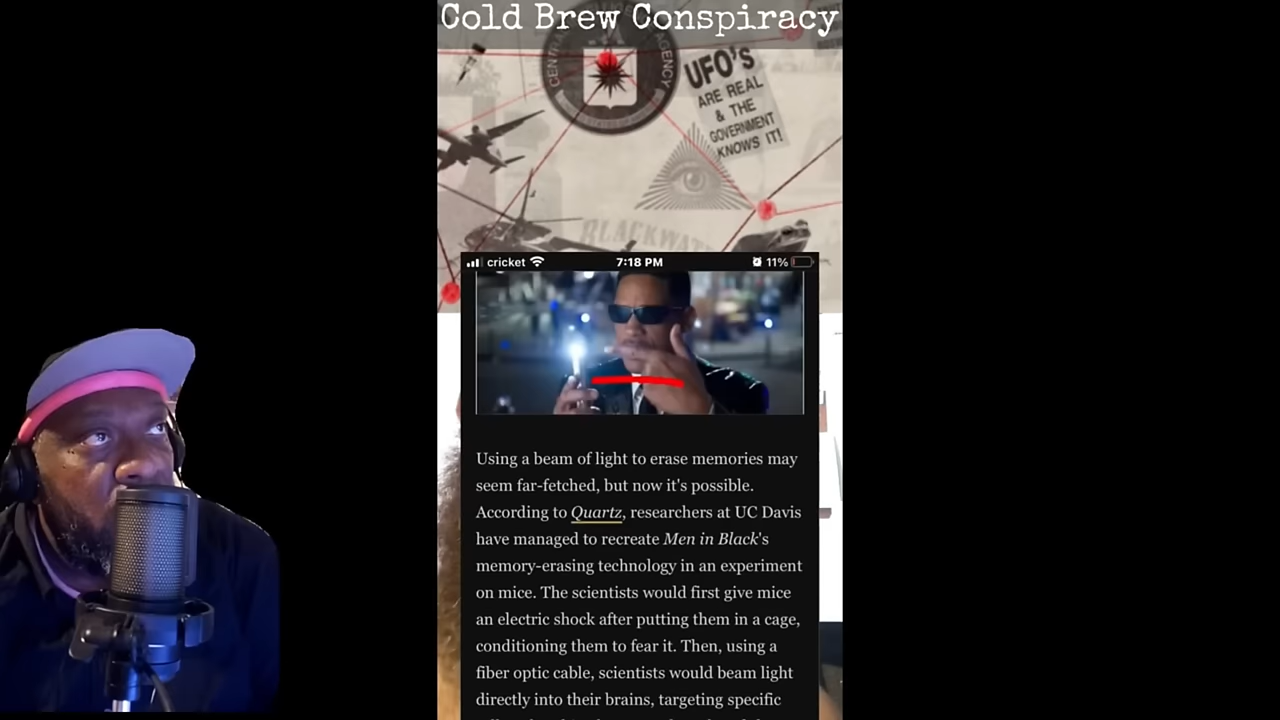 Cold Brew Conspiracy
CENTRAL
AGENCY
UFO's
ARE REAL
& THE
GOVERNMENT
KNOWS IT!
BLACKWAT
cricket
7:18 PM
11%
Using a beam of light to erase memories may
seem far-fetched, but now it's possible.
According to Quartz, researchers at UC Davis
have managed to recreate Men in Black's
memory-erasing technology in an experiment
on mice. The scientists would first give mice
an electric shock after putting them in a cage,
conditioning them to fear it. Then, using a
fiber optic cable, scientists would beam light
directly into their brains, targeting specific